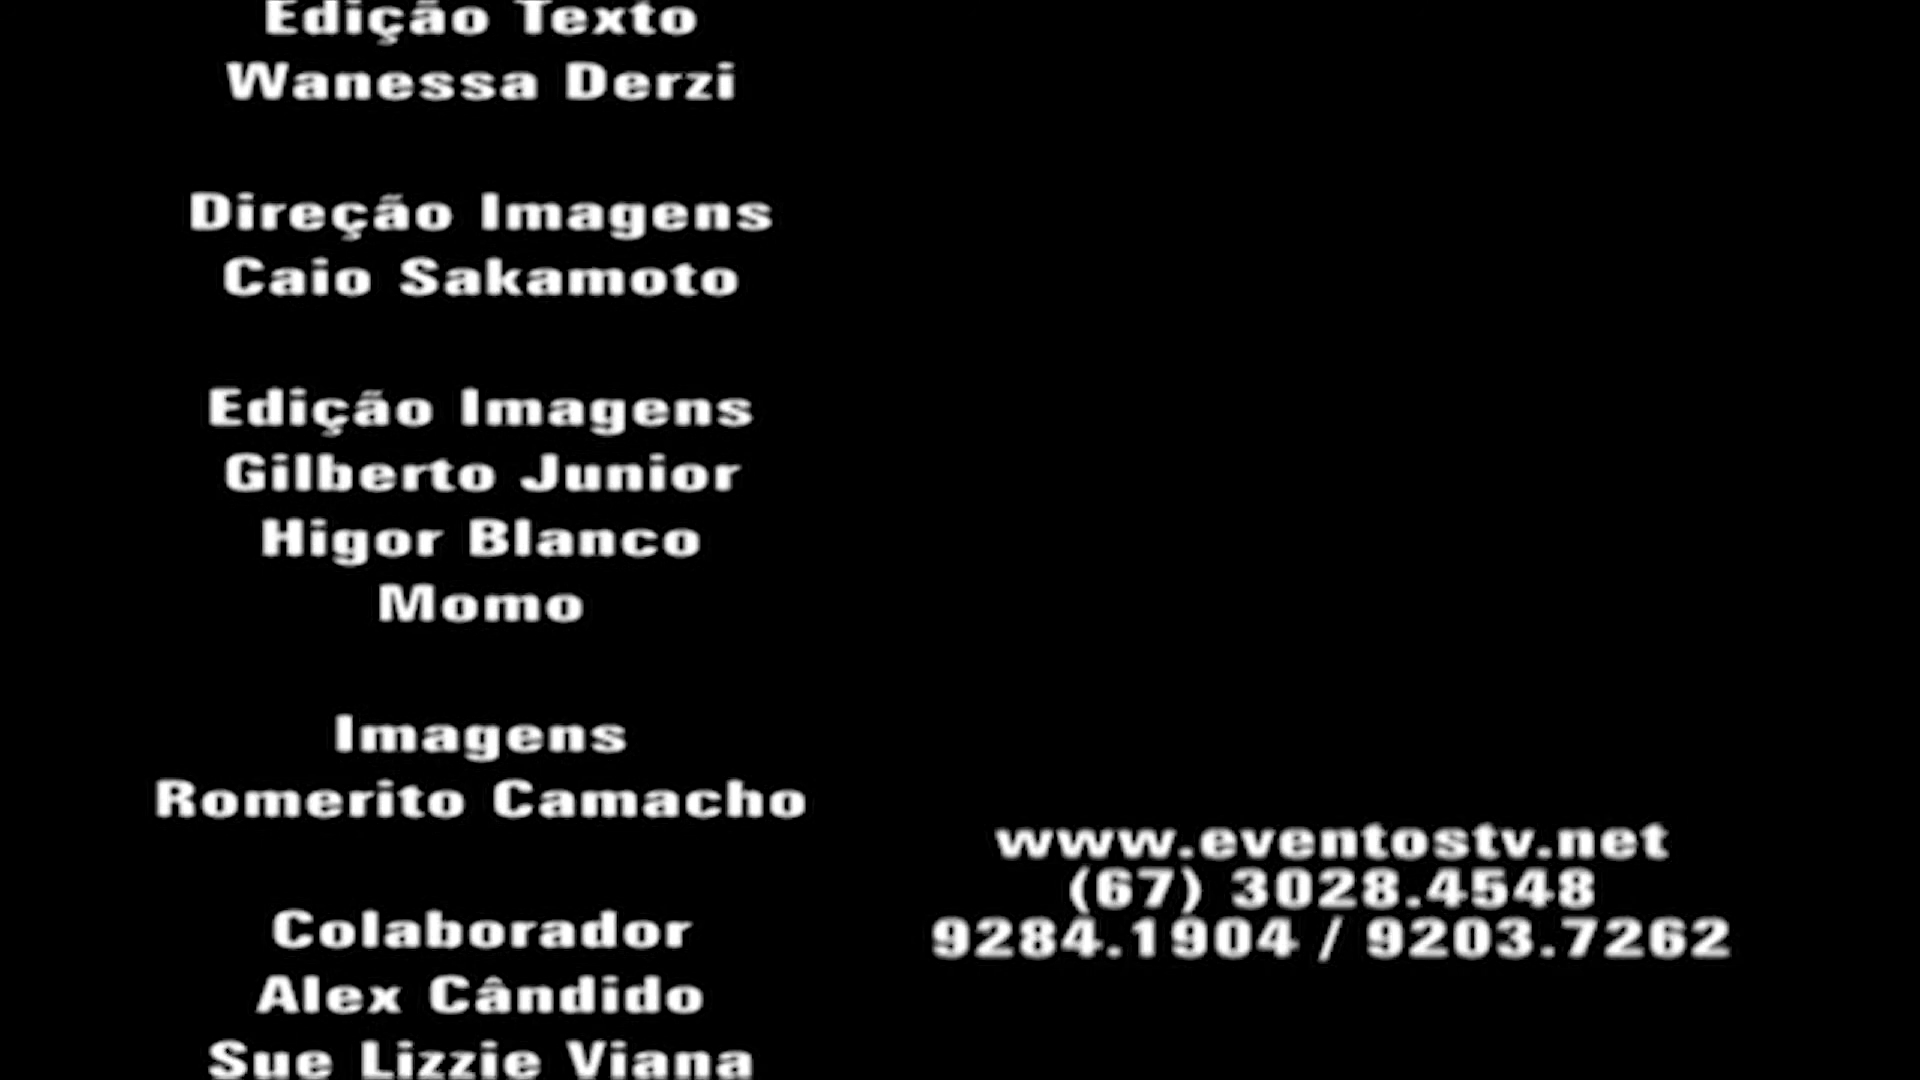 Edição Texto
Wanessa Derzi
Direção Imagens
Caio Sakamoto
Edição Imagens
Gilberto Junior
Higor Blanco
Momo
Imagens
Romerito Camacho
Colaborador
Alex Cândido
Sue Lizzie Viana
www.eventostv.net
(67) 3028.4548
9284.1904 / 9203.7262